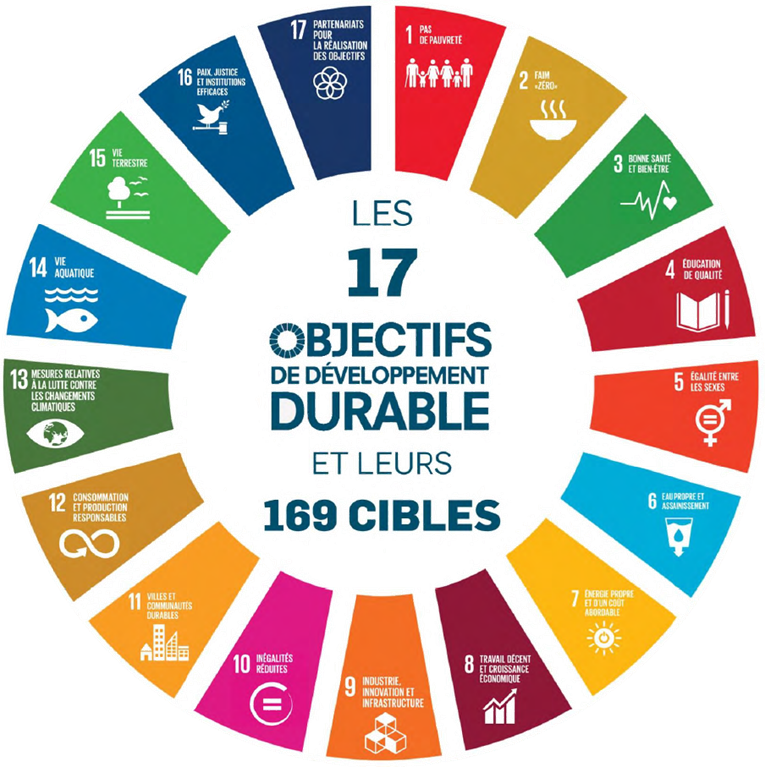 LES
17
OBJECTIFS
DE DÉVELOPPEMENT
DURABLE
ET LEURS
169 CIBLES
1 PAS
DE PAUVRETÉ
2 FAIM
«ZÉRO»
3 BONNE SANTÉ
ET BIEN-ÊTRE
4 ÉDUCATION
DE QUALITÉ
5 ÉGALITÉ ENTRE
LES SEXES
6 EAU PROPRE ET
ASSAINISSEMENT
7 ÉNERGIE PROPRE
ET D'UN COÛT
ABORDABLE
8 TRAVAIL DÉCENT
ET CROISSANCE
ÉCONOMIQUE
9 INDUSTRIE,
INNOVATION ET
INFRASTRUCTURE
10 INÉGALITÉS
RÉDUITES
11 VILLES ET
COMMUNAUTÉS
DURABLES
12 CONSOMMATION
ET PRODUCTION
RESPONSABLES
13 MESURES RELATIVES
À LA LUTTE CONTRE
LES CHANGEMENTS
CLIMATIQUES
14 VIE
AQUATIQUE
15 VIE
TERRESTRE
16 PAIX, JUSTICE
ET INSTITUTIONS
EFFICACES
17 PARTENARIATS
POUR
LA RÉALISATION
DES OBJECTIFS